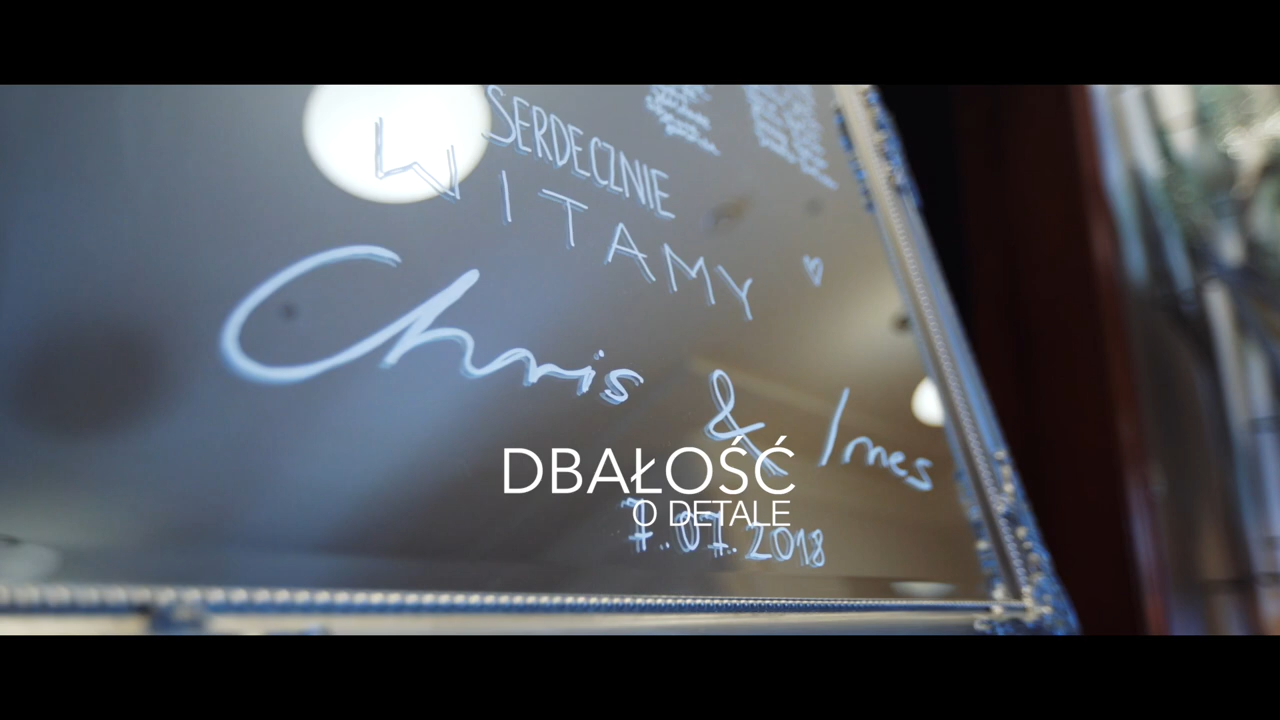 SERDECZNIE
WITAMY
Chris & Ines
7.07.2018
DBAŁOŚĆ
O DETALE